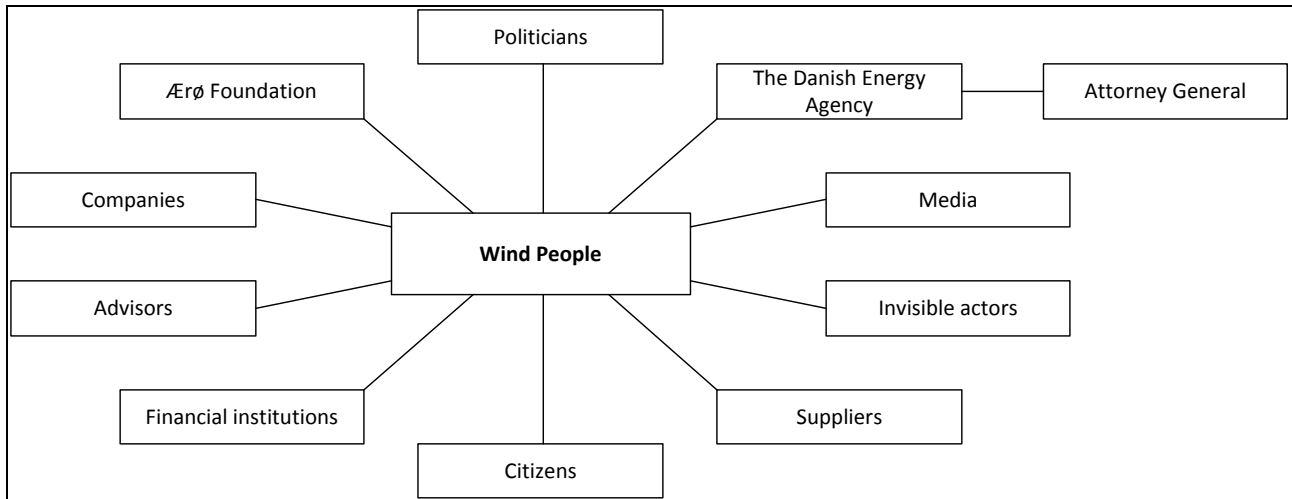 Politicians
Ærø Foundation
The Danish Energy
Agency
Attorney General
Companies
Media
Wind People
Advisors
Invisible actors
Financial institutions
Suppliers
Citizens